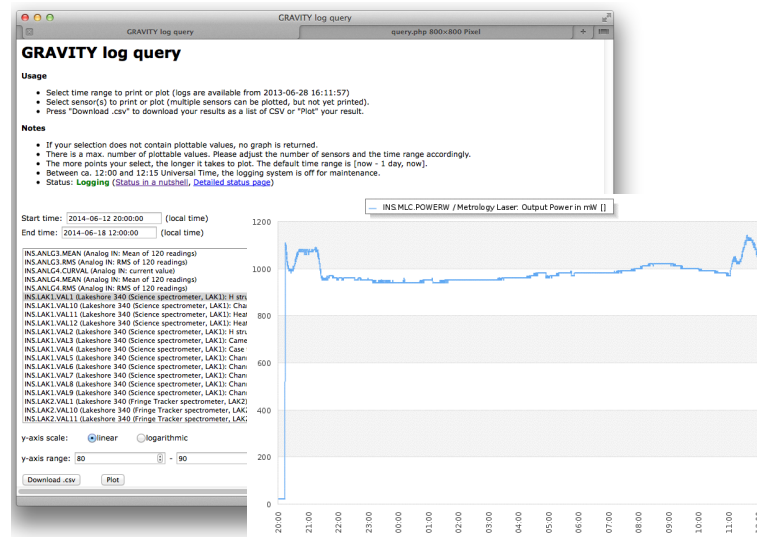 GRAVITY log query
GRAVITY log query
query.php 800×800 Pixel
+
GRAVITY log query
Usage
• Select time range to print or plot (logs are available from 2013-06-28 16:11:57)
• Select sensor(s) to print or plot (multiple sensors can be plotted, but not yet printed).
• Press "Download .csv" to download your results as a list of CSV or "Plot" your result.
Notes
• If your selection does not contain plottable values, no graph is returned.
• There is a max. number of plottable values. Please adjust the number of sensors and the time range accordingly.
• The more points your select, the longer it takes to plot. The default time range is [now - 1 day, now].
• Between ca. 12:00 and 12:15 Universal Time, the logging system is off for maintenance.
• Status: Logging (Status in a nutshell, Detailed status page)
Start time: 2014-06-12 20:00:00 (local time)
End time: 2014-06-18 12:00:00 (local time)
INS.ANLG3.MEAN (Analog IN: Mean of 120 readings)
INS.ANLG3.RMS (Analog IN: RMS of 120 readings)
INS.ANLG4.CURVAL (Analog IN: current value)
INS.ANLG4.MEAN (Analog IN: Mean of 120 readings)
INS.ANLG4.RMS (Analog IN: RMS of 120 readings)
INS.LAK1.VAL1 (Lakeshore 340 (Science spectrometer, LAK1): H stru
INS.LAK1.VAL10 (Lakeshore 340 (Science spectrometer, LAK1): Chan
INS.LAK1.VAL11 (Lakeshore 340 (Science spectrometer, LAK1): Heat
INS.LAK1.VAL12 (Lakeshore 340 (Science spectrometer, LAK1): Heat
INS.LAK1.VAL2 (Lakeshore 340 (Science spectrometer, LAK1): H stru
INS.LAK1.VAL3 (Lakeshore 340 (Science spectrometer, LAK1): Came
INS.LAK1.VAL4 (Lakeshore 340 (Science spectrometer, LAK1): Case
INS.LAK1.VAL5 (Lakeshore 340 (Science spectrometer, LAK1): Chann
INS.LAK1.VAL6 (Lakeshore 340 (Science spectrometer, LAK1): Chann
INS.LAK1.VAL7 (Lakeshore 340 (Science spectrometer, LAK1): Chann
INS.LAK1.VAL8 (Lakeshore 340 (Science spectrometer, LAK1): Chann
INS.LAK1.VAL9 (Lakeshore 340 (Science spectrometer, LAK1): Chann
INS.LAK2.VAL1 (Lakeshore 340 (Fringe Tracker spectrometer, LAK2)
INS.LAK2.VAL10 (Lakeshore 340 (Fringe Tracker spectrometer, LAK2
INS.LAK2.VAL11 (Lakeshore 340 (Fringe Tracker spectrometer, LAK2
y-axis scale: linear logarithmic
y-axis range: 80 - 90
Download .csv Plot
INS.MLC.POWERW / Metrology Laser: Output Power in mW []
1200
1000
800
600
400
200
0
20:00
21:00
22:00
23:00
00:00
01:00
02:00
03:00
04:00
05:00
06:00
07:00
08:00
09:00
10:00
11:00